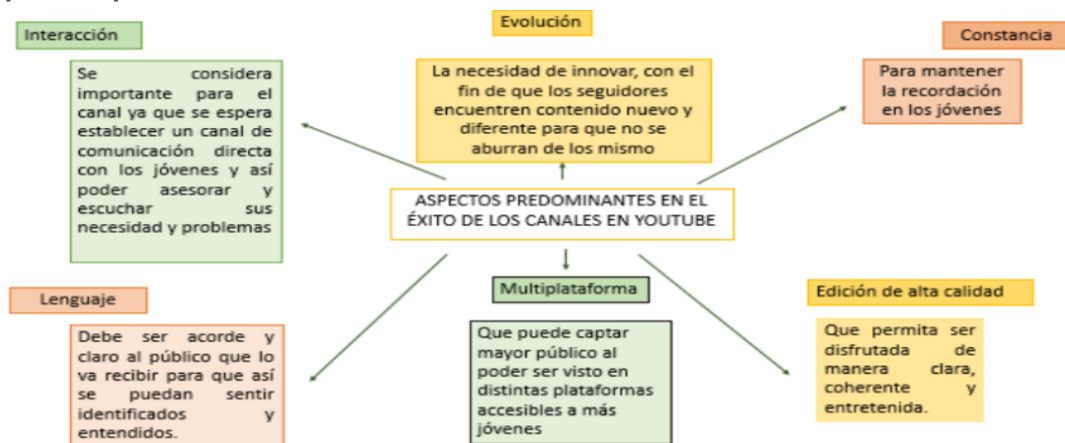 Interacción
Se considera
importante para el
canal ya que se espera
establecer un canal de
comunicación directa
con los jóvenes y así
poder asesorar y
escuchar sus
necesidad y problemas
Evolución
La necesidad de innovar, con el
fin de que los seguidores
encuentren contenido nuevo y
diferente para que no se
aburran de los mismo
Constancia
Para mantener
la recordación
en los jóvenes
ASPECTOS PREDOMINANTES EN EL
ÉXITO DE LOS CANALES EN YOUTUBE
Lenguaje
Debe ser acorde y
claro al público que lo
va recibir para que así
se puedan sentir
identificados y
entendidos.
Multiplataforma
Que puede captar
mayor público al
poder ser visto en
distintas plataformas
accesibles a más
jóvenes
Edición de alta calidad
Que permita ser
disfrutada de
manera clara,
coherente y
entretenida.